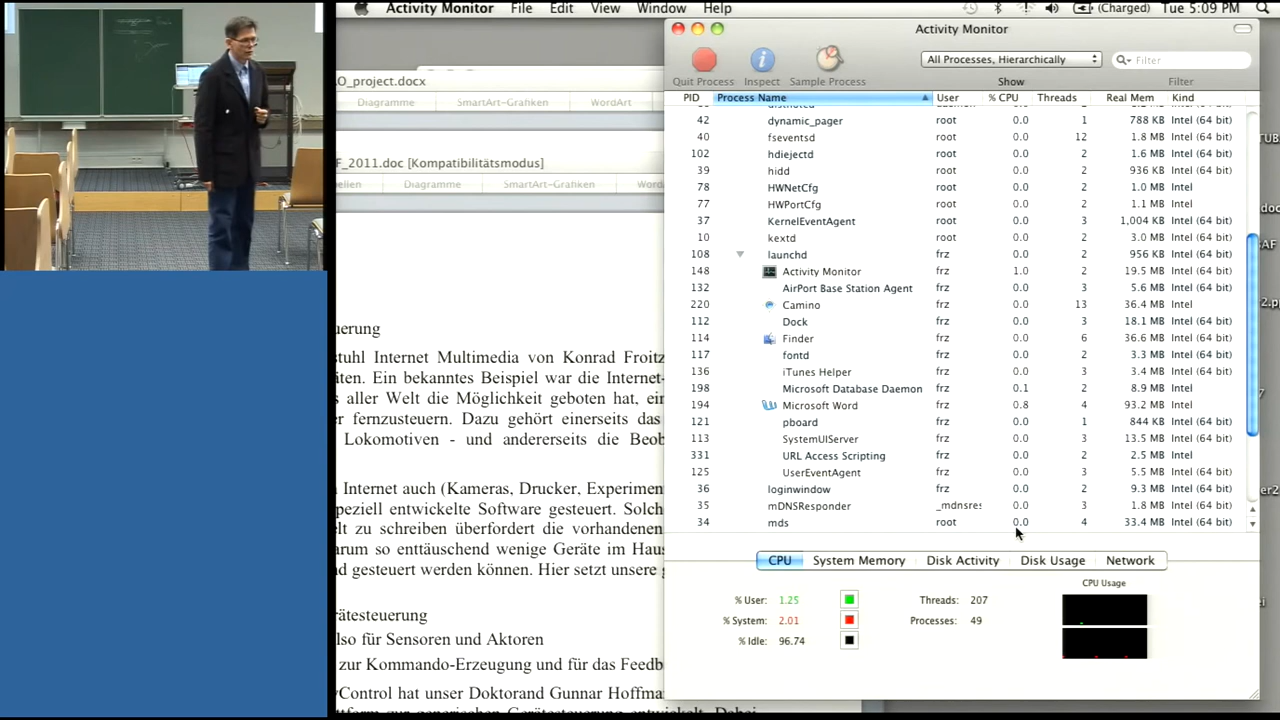 Activity Monitor File Edit View Window Help (Charged) Tue 5:09 PM
O_project.docx
Diagramme SmartArt-Grafiken WordArt
F_2011.doc [Kompatibilitätsmodus]
ellen Diagramme SmartArt-Grafiken Word
Activity Monitor
All Processes, Hierarchically Filter
Quit Process Inspect Sample Process Show Filter
PID Process Name User % CPU Threads Real Mem Kind
42 dynamic_pager root 0.0 1 788 KB Intel (64 bit)
40 fseventsd root 0.0 12 1.8 MB Intel (64 bit)
102 hdiejectd root 0.0 2 1.6 MB Intel (64 bit)
39 hidd root 0.0 2 936 KB Intel (64 bit)
78 HWNetCfg root 0.0 2 1.0 MB Intel
77 HWPortCfg root 0.0 2 1.1 MB Intel
37 KernelEventAgent root 0.0 3 1,004 KB Intel (64 bit)
10 kextd root 0.0 2 3.0 MB Intel (64 bit)
108 launchd frz 0.0 2 956 KB Intel (64 bit)
148 Activity Monitor frz 1.0 2 19.5 MB Intel (64 bit)
132 AirPort Base Station Agent frz 0.0 3 5.6 MB Intel (64 bit)
220 Camino frz 0.0 13 36.4 MB Intel
112 Dock frz 0.0 3 18.1 MB Intel (64 bit)
114 Finder frz 0.0 6 36.6 MB Intel (64 bit)
117 fontd frz 0.0 2 3.3 MB Intel (64 bit)
136 iTunes Helper frz 0.0 3 3.4 MB Intel (64 bit)
198 Microsoft Database Daemon frz 0.1 2 8.9 MB Intel
194 Microsoft Word frz 0.8 4 93.2 MB Intel
121 pboard frz 0.0 1 844 KB Intel (64 bit)
113 SystemUIServer frz 0.0 3 13.5 MB Intel (64 bit)
331 URL Access Scripting frz 0.0 2 2.5 MB Intel
125 UserEventAgent frz 0.0 3 5.5 MB Intel (64 bit)
36 loginwindow frz 0.0 2 9.3 MB Intel (64 bit)
35 mDNSResponder _mdnsres 0.0 3 1.8 MB Intel (64 bit)
34 mds root 0.0 4 33.4 MB Intel (64 bit)
CPU System Memory Disk Activity Disk Usage Network
CPU Usage
% User: 1.25 Threads: 207
% System: 2.01 Processes: 49
% Idle: 96.74
euerung
stuhl Internet Multimedia von Konrad Froitz
äten. Ein bekanntes Beispiel war die Internet-
aller Welt die Möglichkeit geboten hat, ein
r fernzusteuern. Dazu gehört einerseits das
Lokomotiven - und andererseits die Beob
Internet auch (Kameras, Drucker, Experimen
peziell entwickelte Software gesteuert. Solch
elt zu schreiben überfordert die vorhandenen
arum so enttäuschend wenige Geräte im Haus
d gesteuert werden können. Hier setzt unsere g
rätesteuerung
lso für Sensoren und Aktoren
zur Kommando-Erzeugung und für das Feedb
yControl hat unser Doktorand Gunnar Hoffma
ttform zur generischen Gerätesteuerung entwickelt. Dabei